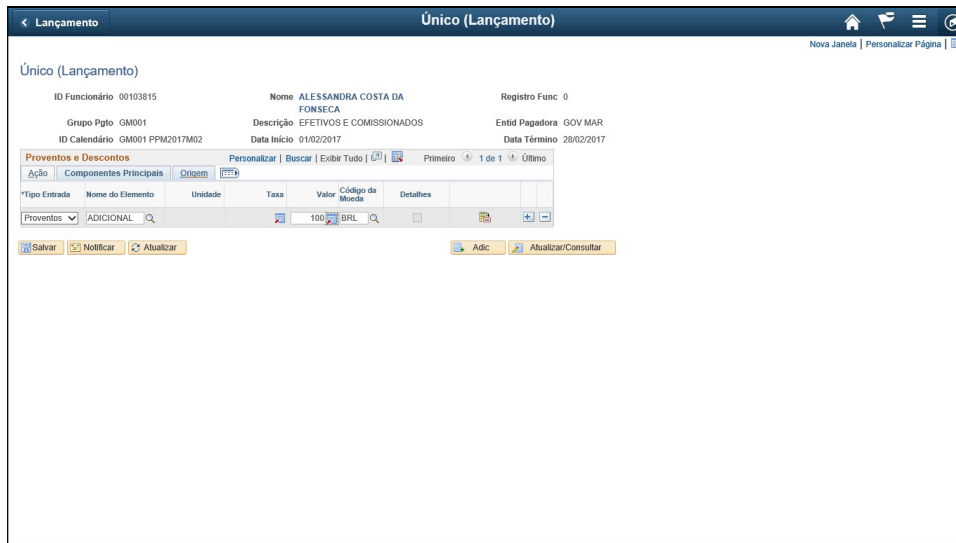 Lançamento
Único (Lançamento)
Nova Janela | Personalizar Página |
Único (Lançamento)
ID Funcionário 00103815 Nome ALESSANDRA COSTA DA FONSECA Registro Func 0
Grupo Pgto GM001 Descrição EFETIVOS E COMISSIONADOS Entid Pagadora GOV MAR
ID Calendário GM001 PPM2017M02 Data Início 01/02/2017 Data Término 28/02/2017
Proventos e Descontos Personalizar | Buscar | Exibir Tudo | | Primeiro 1 de 1 Último
Ação Componentes Principais Origem
*Tipo Entrada Nome do Elemento Unidade Taxa Valor Código da Moeda Detalhes
Proventos ADICIONAL 100 BRL
Salvar Notificar Atualizar Adic Atualizar/Consultar